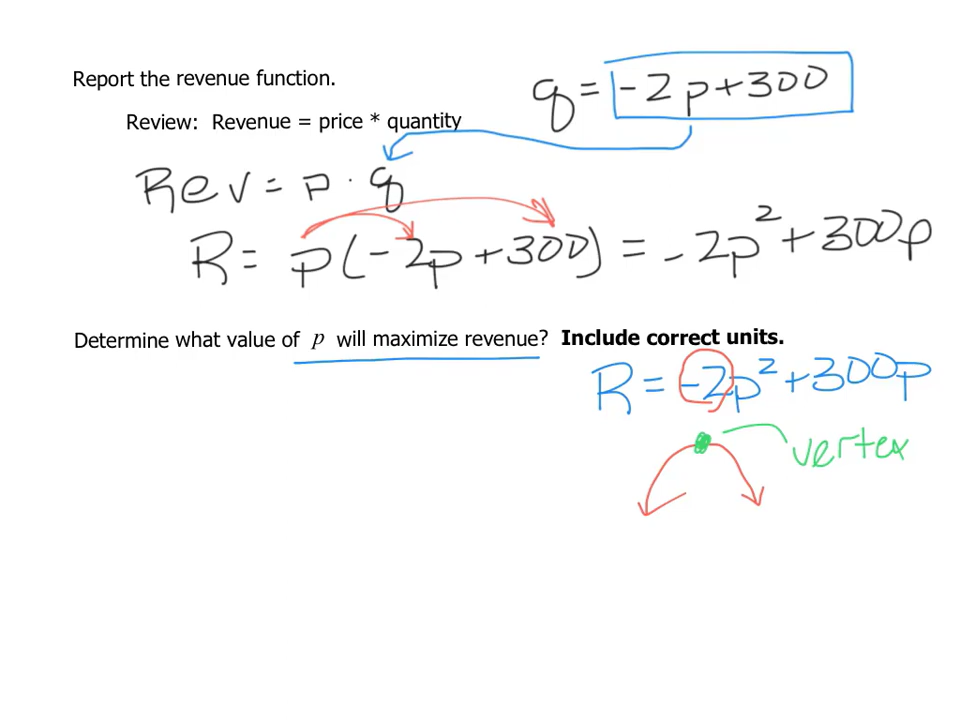 Report the revenue function.
q = -2p+300
Review: Revenue = price * quantity
Rev = p · q
R = p(-2p+300) = -2p²+300p
Determine what value of p will maximize revenue? Include correct units.
R = -2p²+300p
vertex